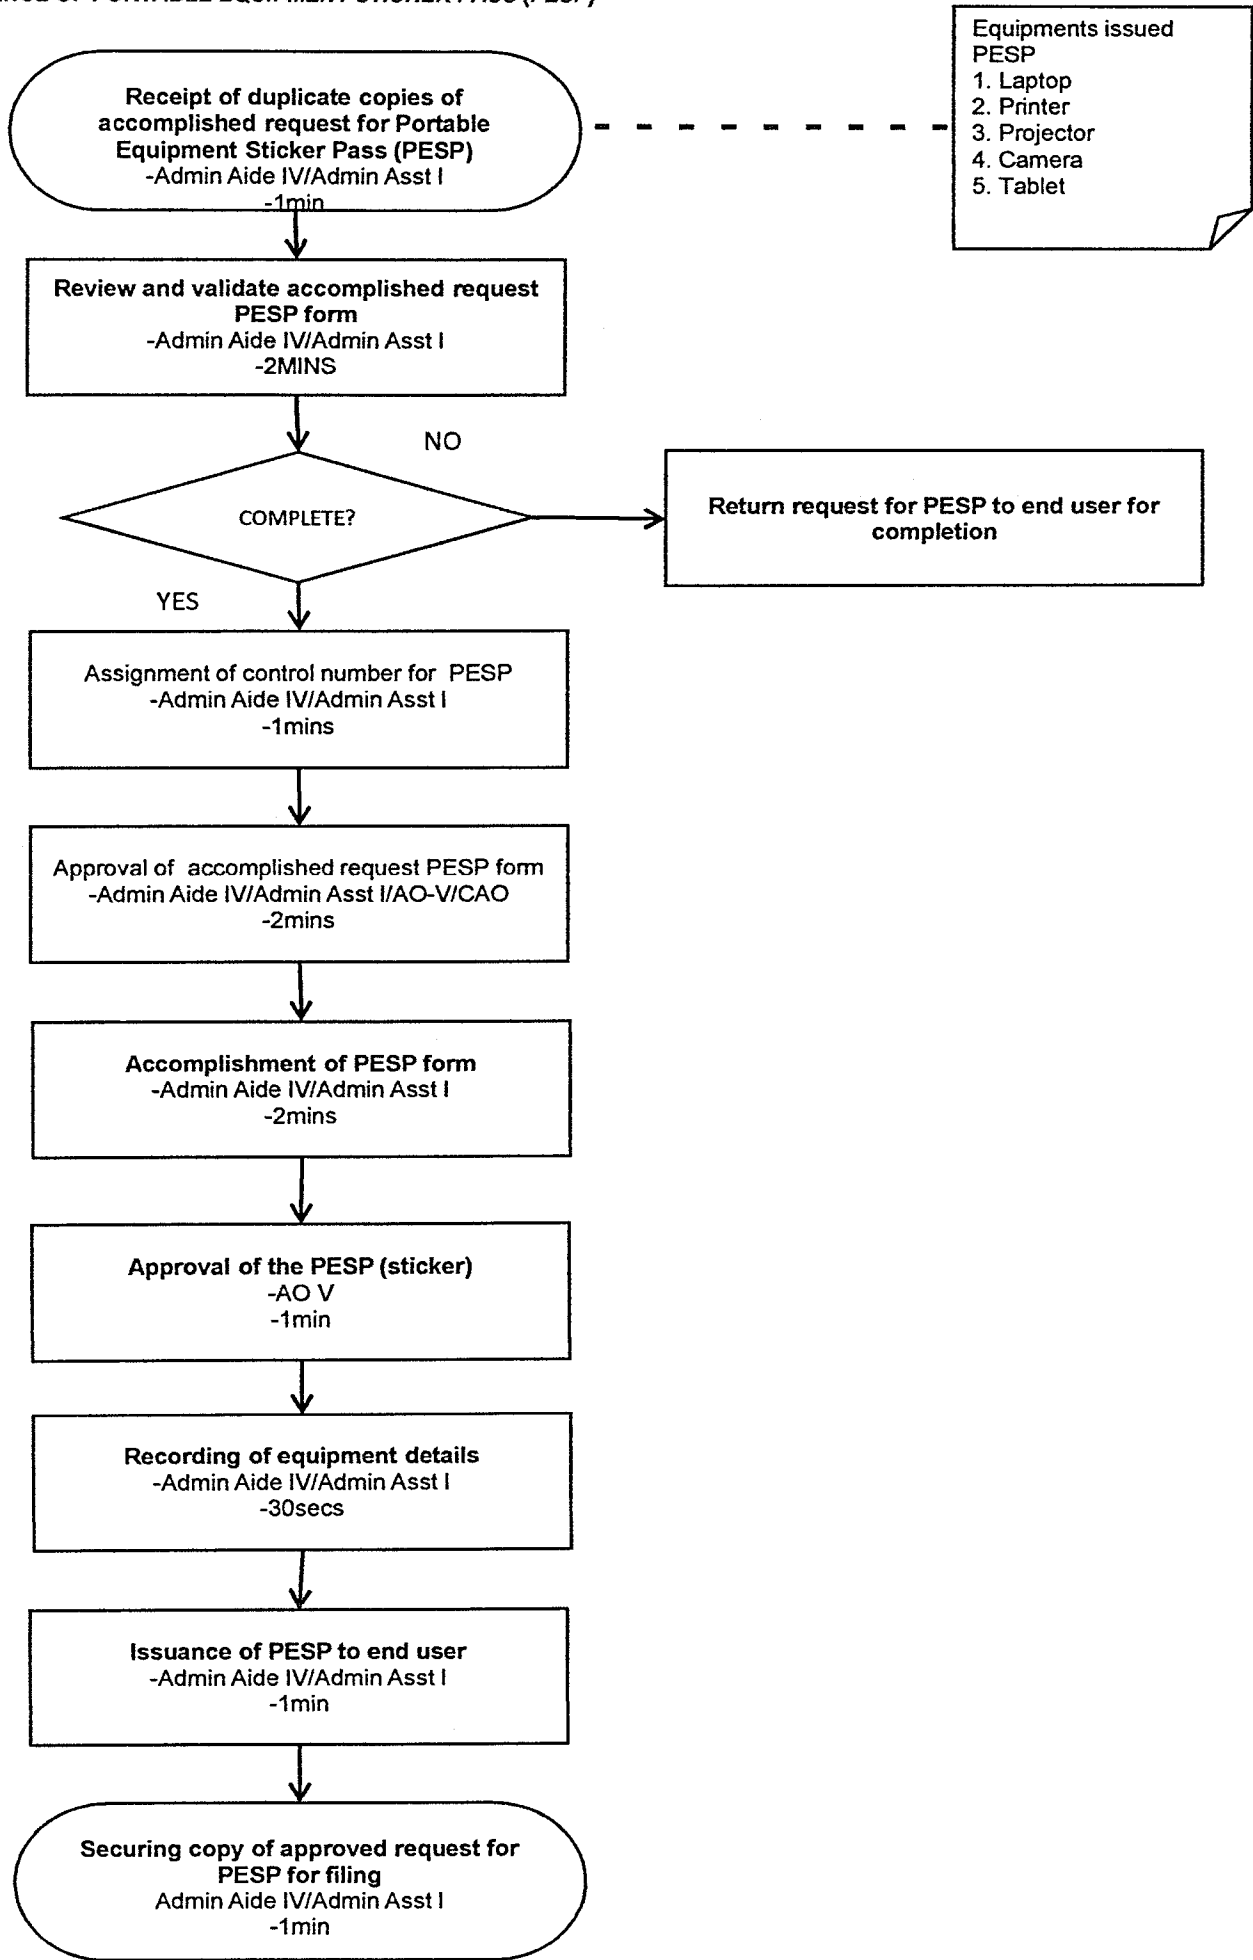 PORTABLE EQUIPMENT STICKER PASS (PESP)
Equipments issued
PESP
1. Laptop
2. Printer
3. Projector
4. Camera
5. Tablet
Receipt of duplicate copies of
accomplished request for Portable
Equipment Sticker Pass (PESP)
-Admin Aide IV/Admin Asst I
-1min
Review and validate accomplished request
PESP form
-Admin Aide IV/Admin Asst I
-2MINS
NO
COMPLETE?
Return request for PESP to end user for
completion
YES
Assignment of control number for PESP
-Admin Aide IV/Admin Asst I
-1mins
Approval of accomplished request PESP form
-Admin Aide IV/Admin Asst I/AO-V/CAO
-2mins
Accomplishment of PESP form
-Admin Aide IV/Admin Asst I
-2mins
Approval of the PESP (sticker)
-AO V
-1min
Recording of equipment details
-Admin Aide IV/Admin Asst I
-30secs
Issuance of PESP to end user
-Admin Aide IV/Admin Asst I
-1min
Securing copy of approved request for
PESP for filing
Admin Aide IV/Admin Asst I
-1min